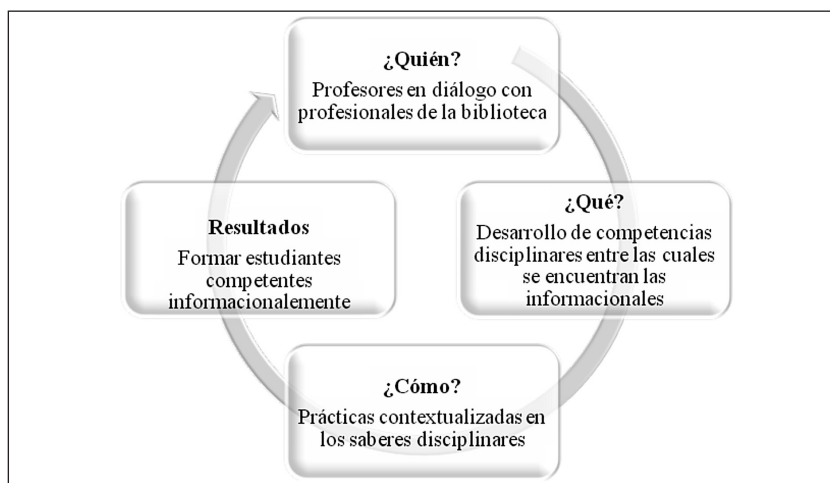 ¿Quién?
Profesores en diálogo con
profesionales de la biblioteca
¿Qué?
Desarrollo de competencias
disciplinares entre las cuales
se encuentran las
informacionales
¿Cómo?
Prácticas contextualizadas en
los saberes disciplinares
Resultados
Formar estudiantes
competentes
informacionalemente